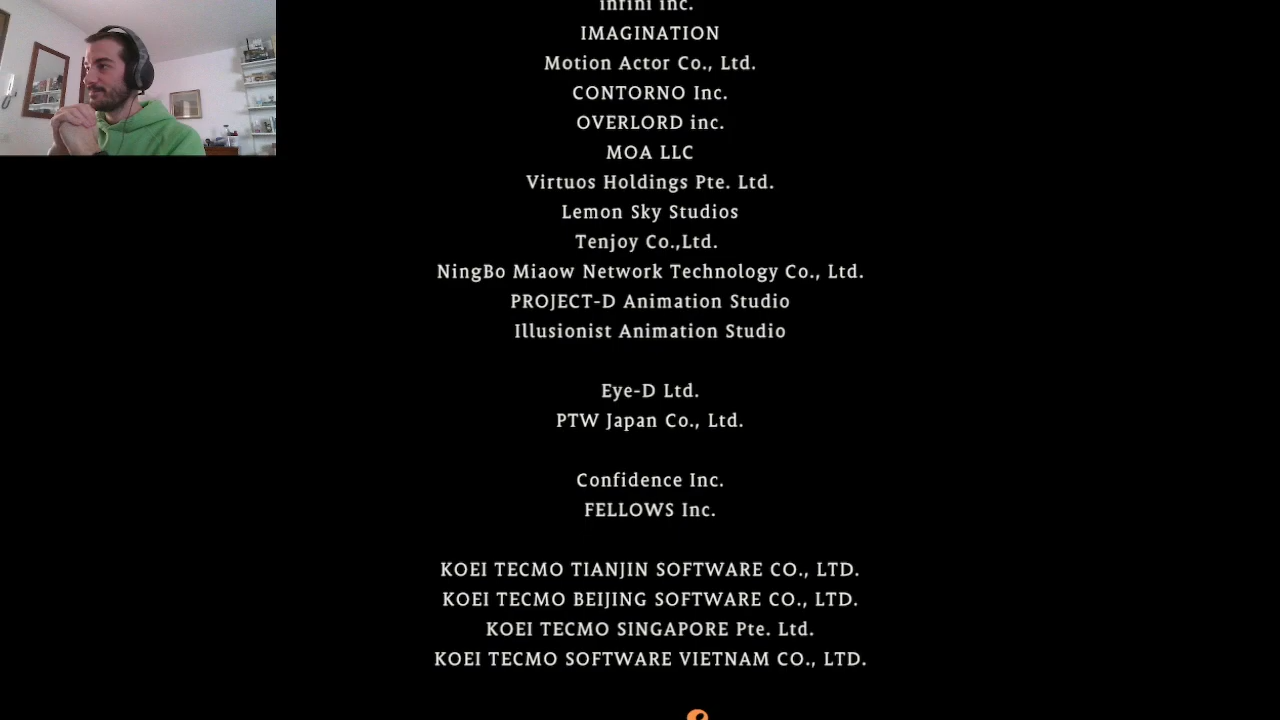 infini inc.
IMAGINATION
Motion Actor Co., Ltd.
CONTORNO Inc.
OVERLORD inc.
MOA LLC
Virtuos Holdings Pte. Ltd.
Lemon Sky Studios
Tenjoy Co.,Ltd.
NingBo Miaow Network Technology Co., Ltd.
PROJECT-D Animation Studio
Illusionist Animation Studio
Eye-D Ltd.
PTW Japan Co., Ltd.
Confidence Inc.
FELLOWS Inc.
KOEI TECMO TIANJIN SOFTWARE CO., LTD.
KOEI TECMO BEIJING SOFTWARE CO., LTD.
KOEI TECMO SINGAPORE Pte. Ltd.
KOEI TECMO SOFTWARE VIETNAM CO., LTD.